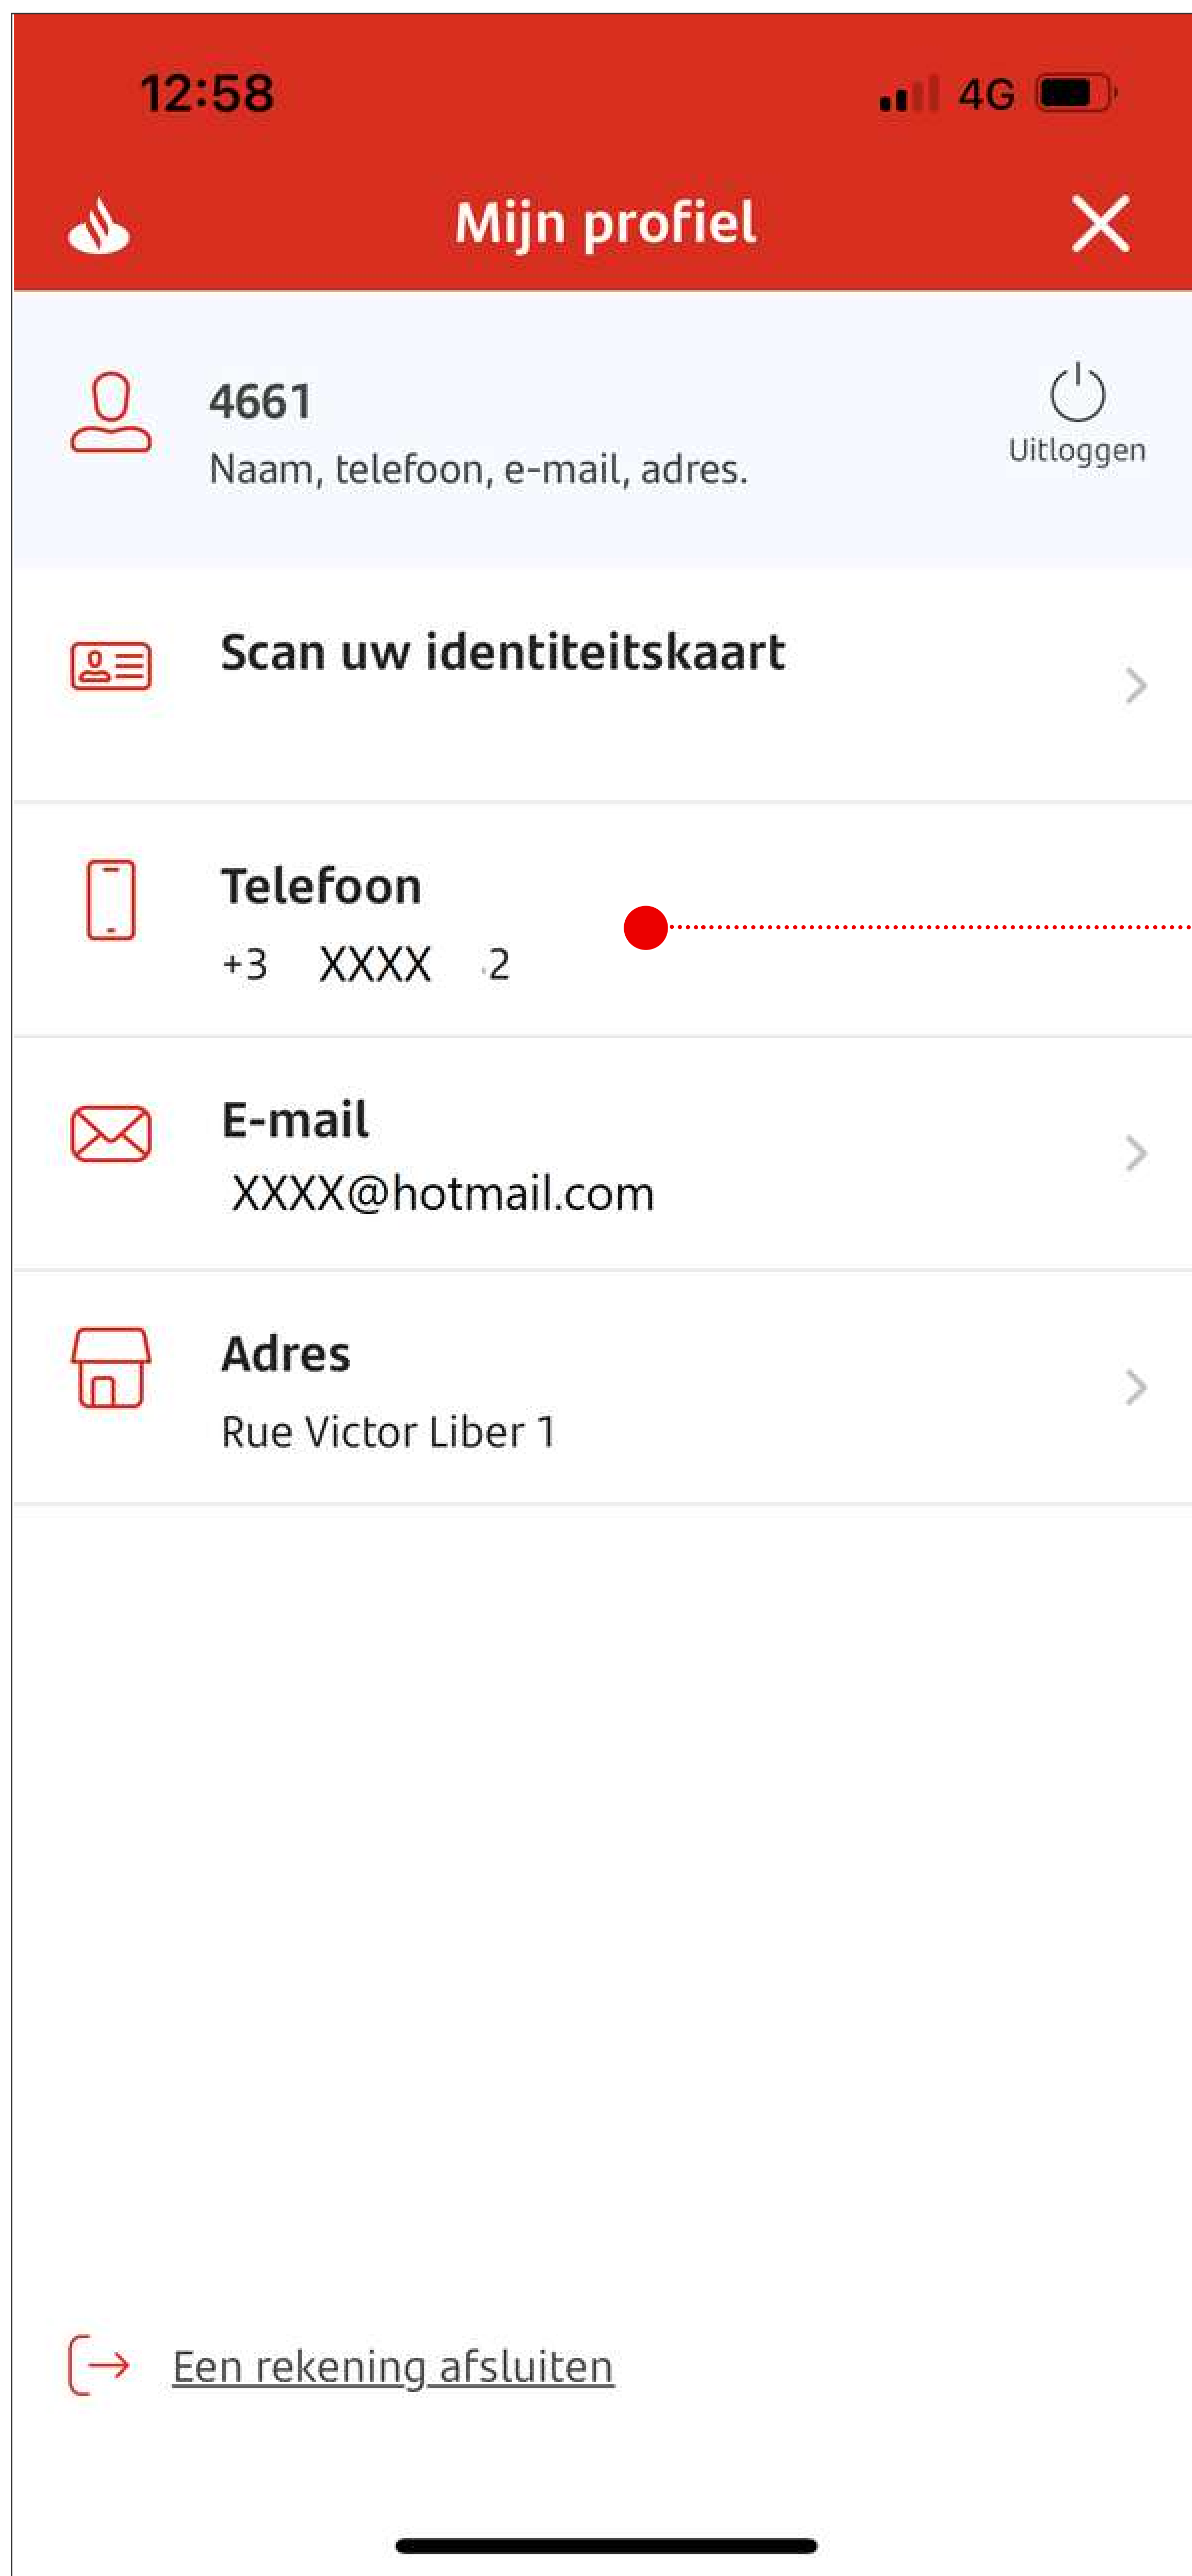 12:58 4G
Mijn profiel
4661
Naam, telefoon, e-mail, adres.
Uitloggen
Scan uw identiteitskaart
Telefoon
+3 XXXX 2
E-mail
XXXX@hotmail.com
Adres
Rue Victor Liber 1
Een rekening afsluiten